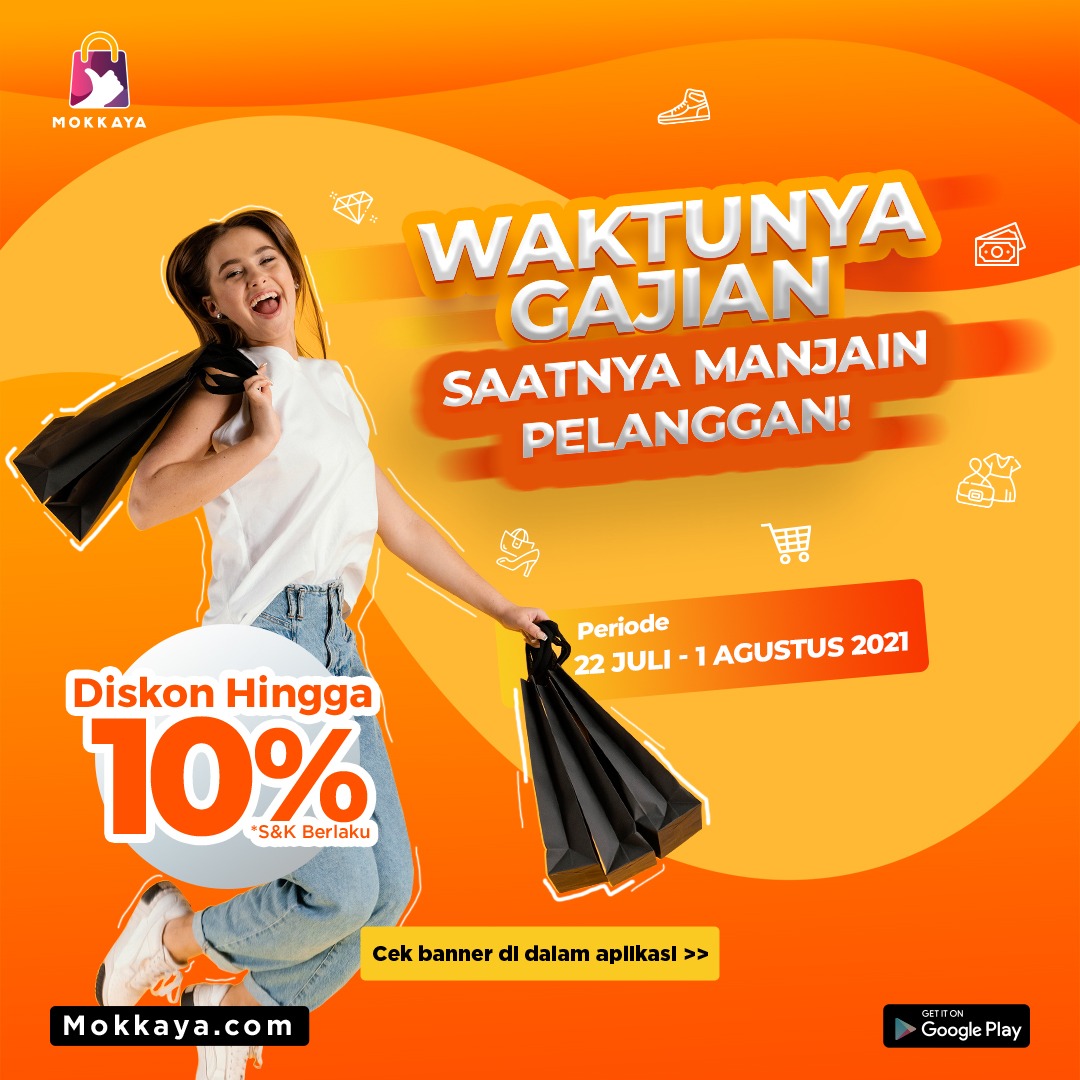 MOKKAYA
WAKTUNYA
GAJIAN
SAATNYA MANJAIN
PELANGGAN!
Periode
22 JULI - 1 AGUSTUS 2021
Diskon Hingga
10%
*S&K Berlaku
Cek banner di dalam aplikasi >>
Mokkaya.com
GET IT ON
Google Play